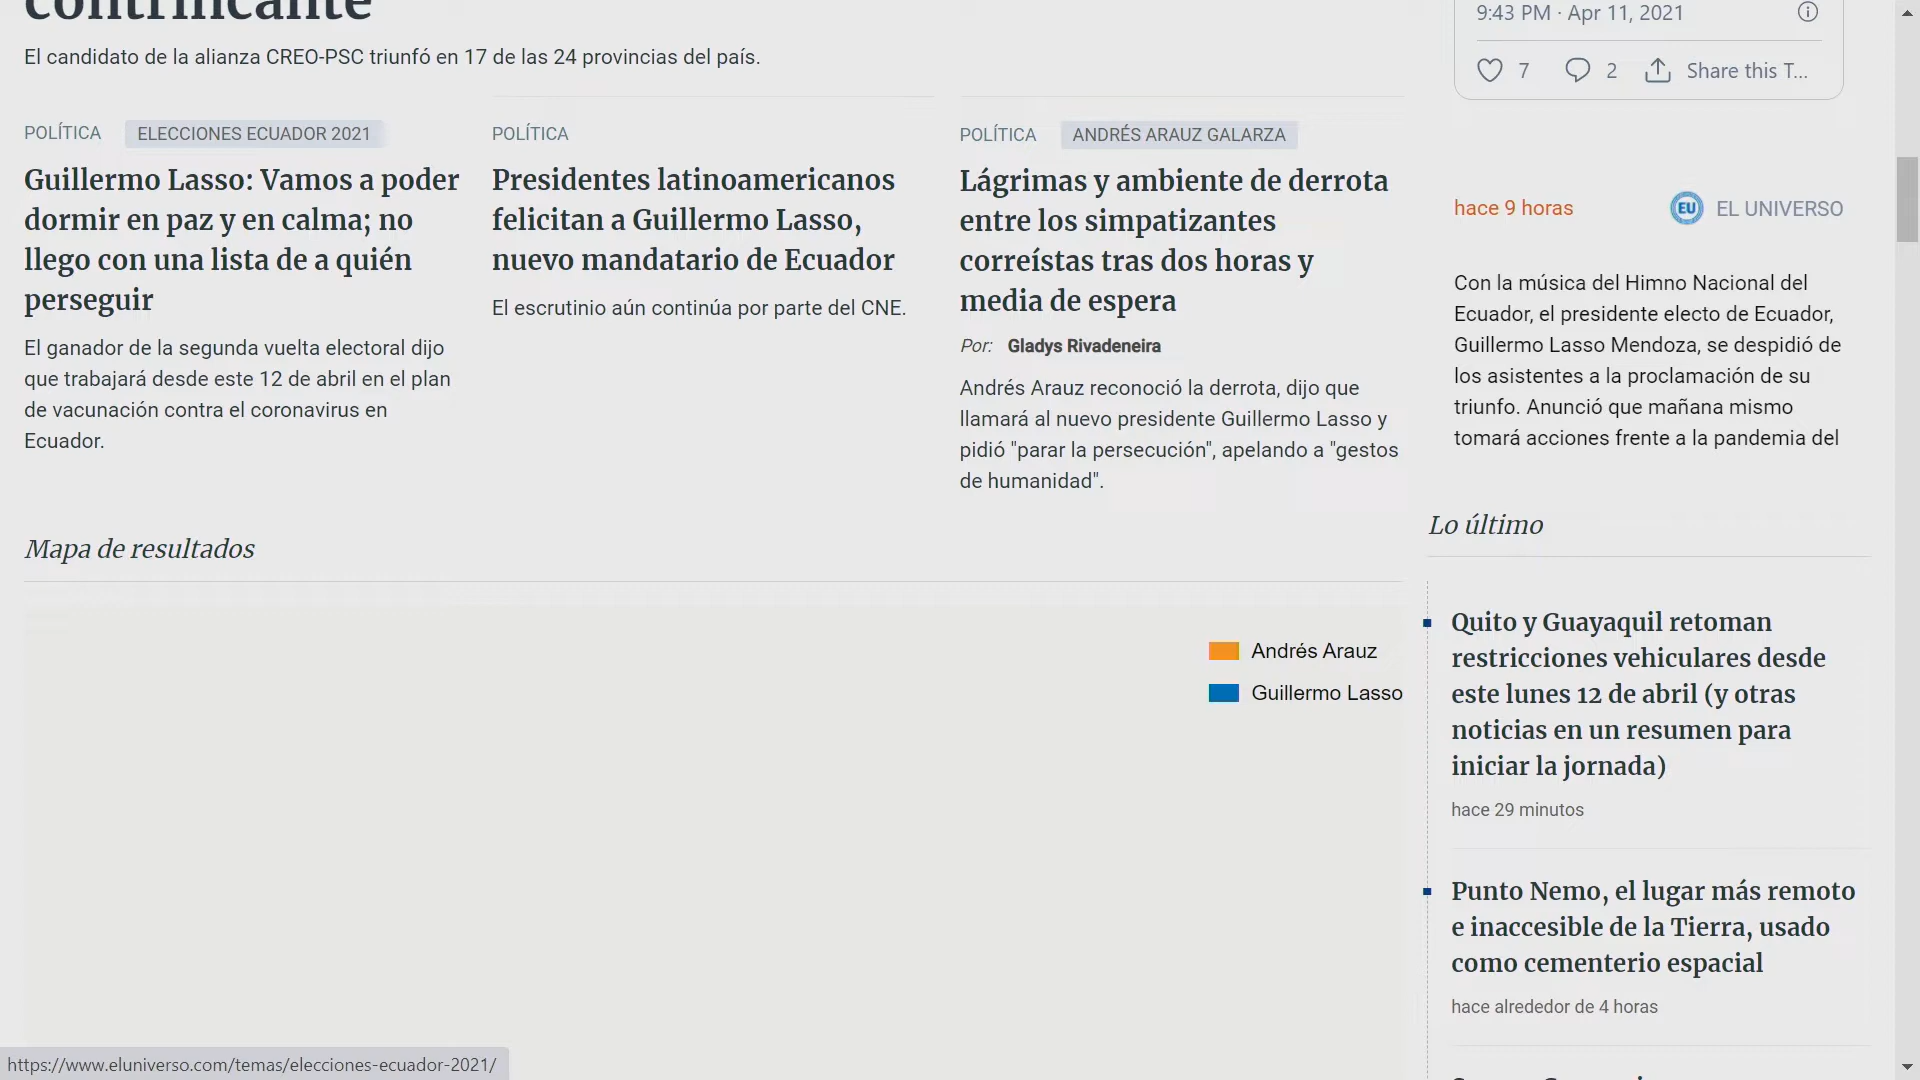 El candidato de la alianza CREO-PSC triunfó en 17 de las 24 provincias del país.
POLÍTICA ELECCIONES ECUADOR 2021
Guillermo Lasso: Vamos a poder
dormir en paz y en calma; no
llego con una lista de a quién
perseguir
El ganador de la segunda vuelta electoral dijo
que trabajará desde este 12 de abril en el plan
de vacunación contra el coronavirus en
Ecuador.
POLÍTICA
Presidentes latinoamericanos
felicitan a Guillermo Lasso,
nuevo mandatario de Ecuador
El escrutinio aún continúa por parte del CNE.
POLÍTICA ANDRÉS ARAUZ GALARZA
Lágrimas y ambiente de derrota
entre los simpatizantes
correístas tras dos horas y
media de espera
Por: Gladys Rivadeneira
Andrés Arauz reconoció la derrota, dijo que
llamará al nuevo presidente Guillermo Lasso y
pidió "parar la persecución", apelando a "gestos
de humanidad".
Mapa de resultados
Andrés Arauz
Guillermo Lasso
9:43 PM · Apr 11, 2021
7 2 Share this T...
hace 9 horas EU EL UNIVERSO
Con la música del Himno Nacional del
Ecuador, el presidente electo de Ecuador,
Guillermo Lasso Mendoza, se despidió de
los asistentes a la proclamación de su
triunfo. Anunció que mañana mismo
tomará acciones frente a la pandemia del
Lo último
Quito y Guayaquil retoman
restricciones vehiculares desde
este lunes 12 de abril (y otras
noticias en un resumen para
iniciar la jornada)
hace 29 minutos
Punto Nemo, el lugar más remoto
e inaccesible de la Tierra, usado
como cementerio espacial
hace alrededor de 4 horas
https://www.eluniverso.com/temas/elecciones-ecuador-2021/